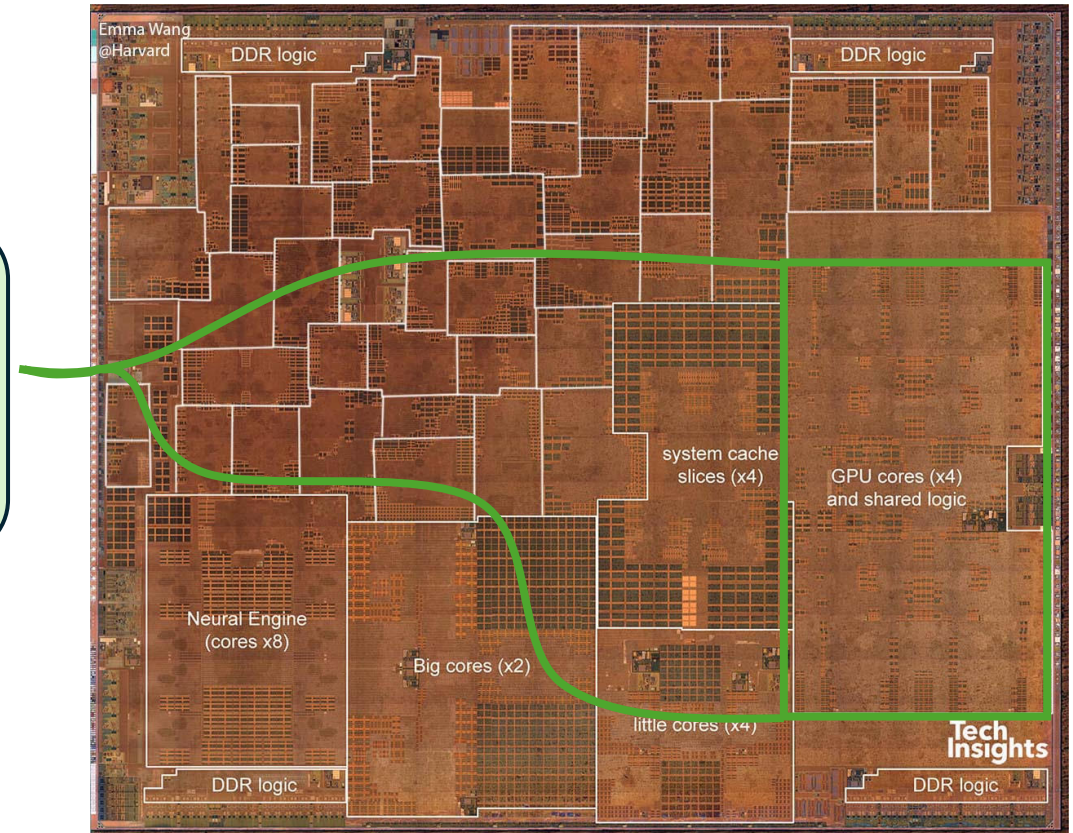 Emma Wang
@Harvard
DDR logic
DDR logic
system cache
slices (x4)
GPU cores (x4)
and shared logic
Neural Engine
(cores x8)
Big cores (x2)
little cores (x4)
Tech
Insights
DDR logic
DDR logic